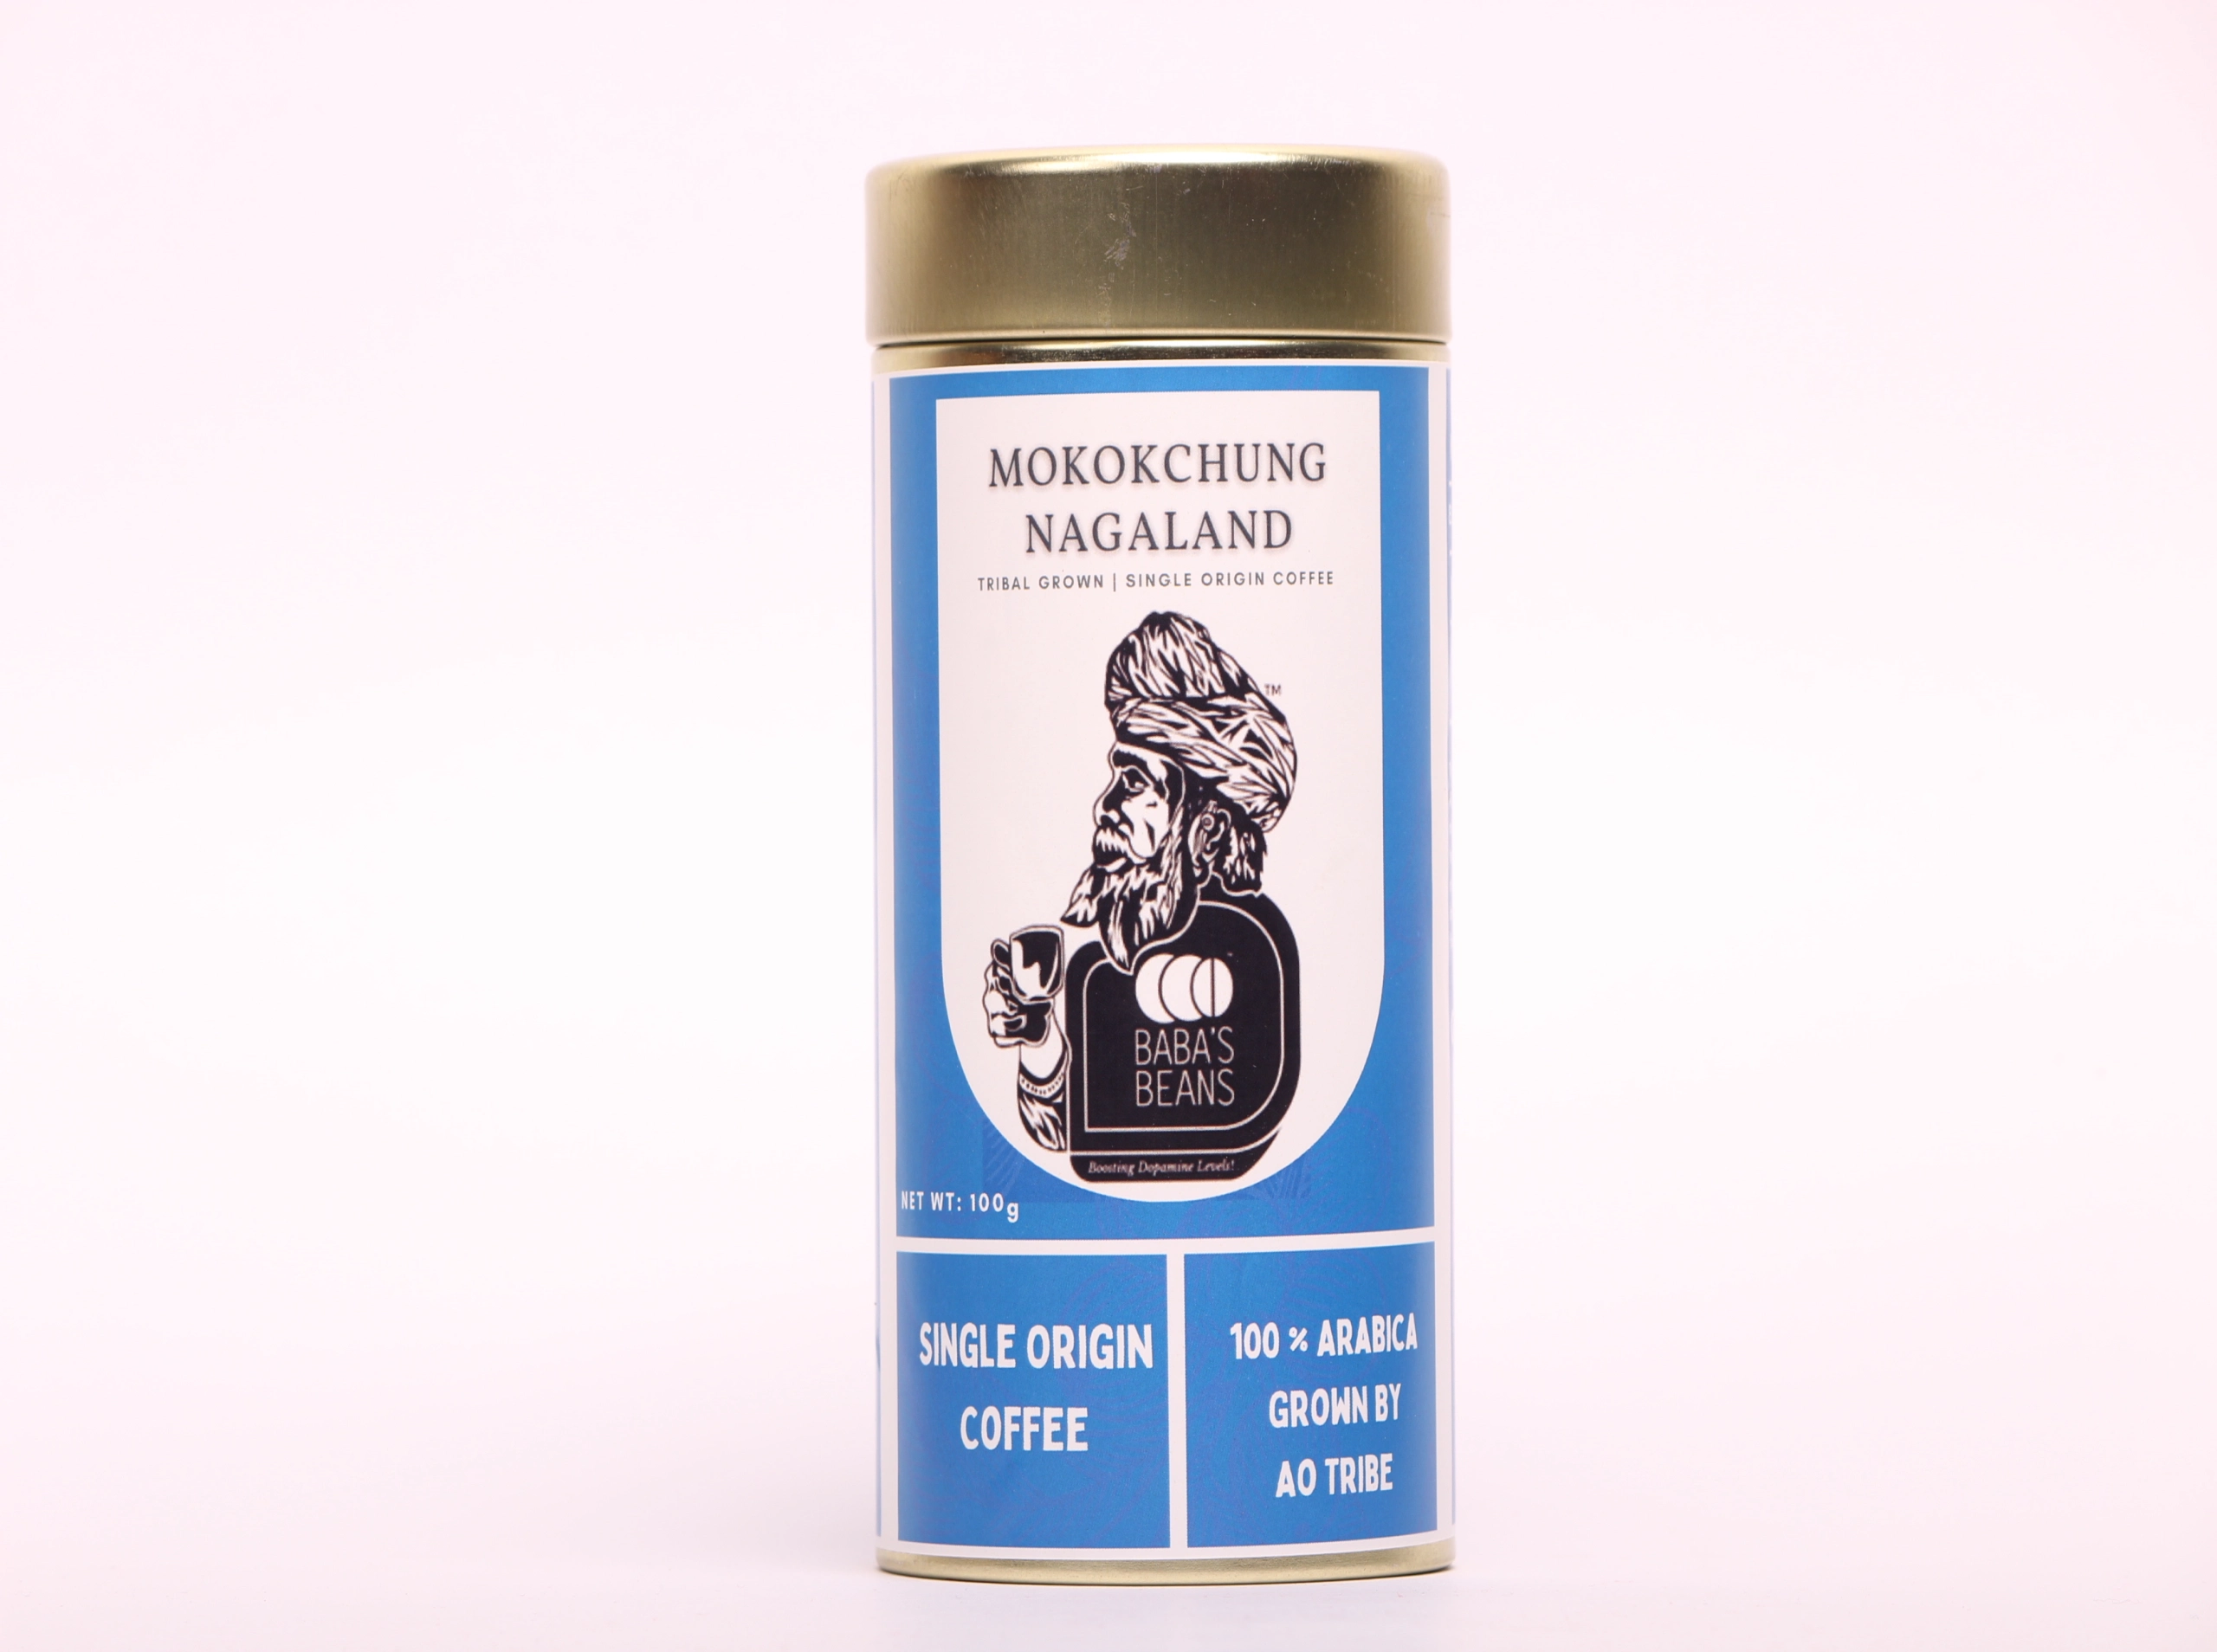 MOKOKCHUNG
NAGALAND
TRIBAL GROWN | SINGLE ORIGIN COFFEE
TM
BABA'S
BEANS
Boosting Dopamine Levels!
NET WT: 100g
SINGLE ORIGIN
COFFEE
100 % ARABICA
GROWN BY
AO TRIBE